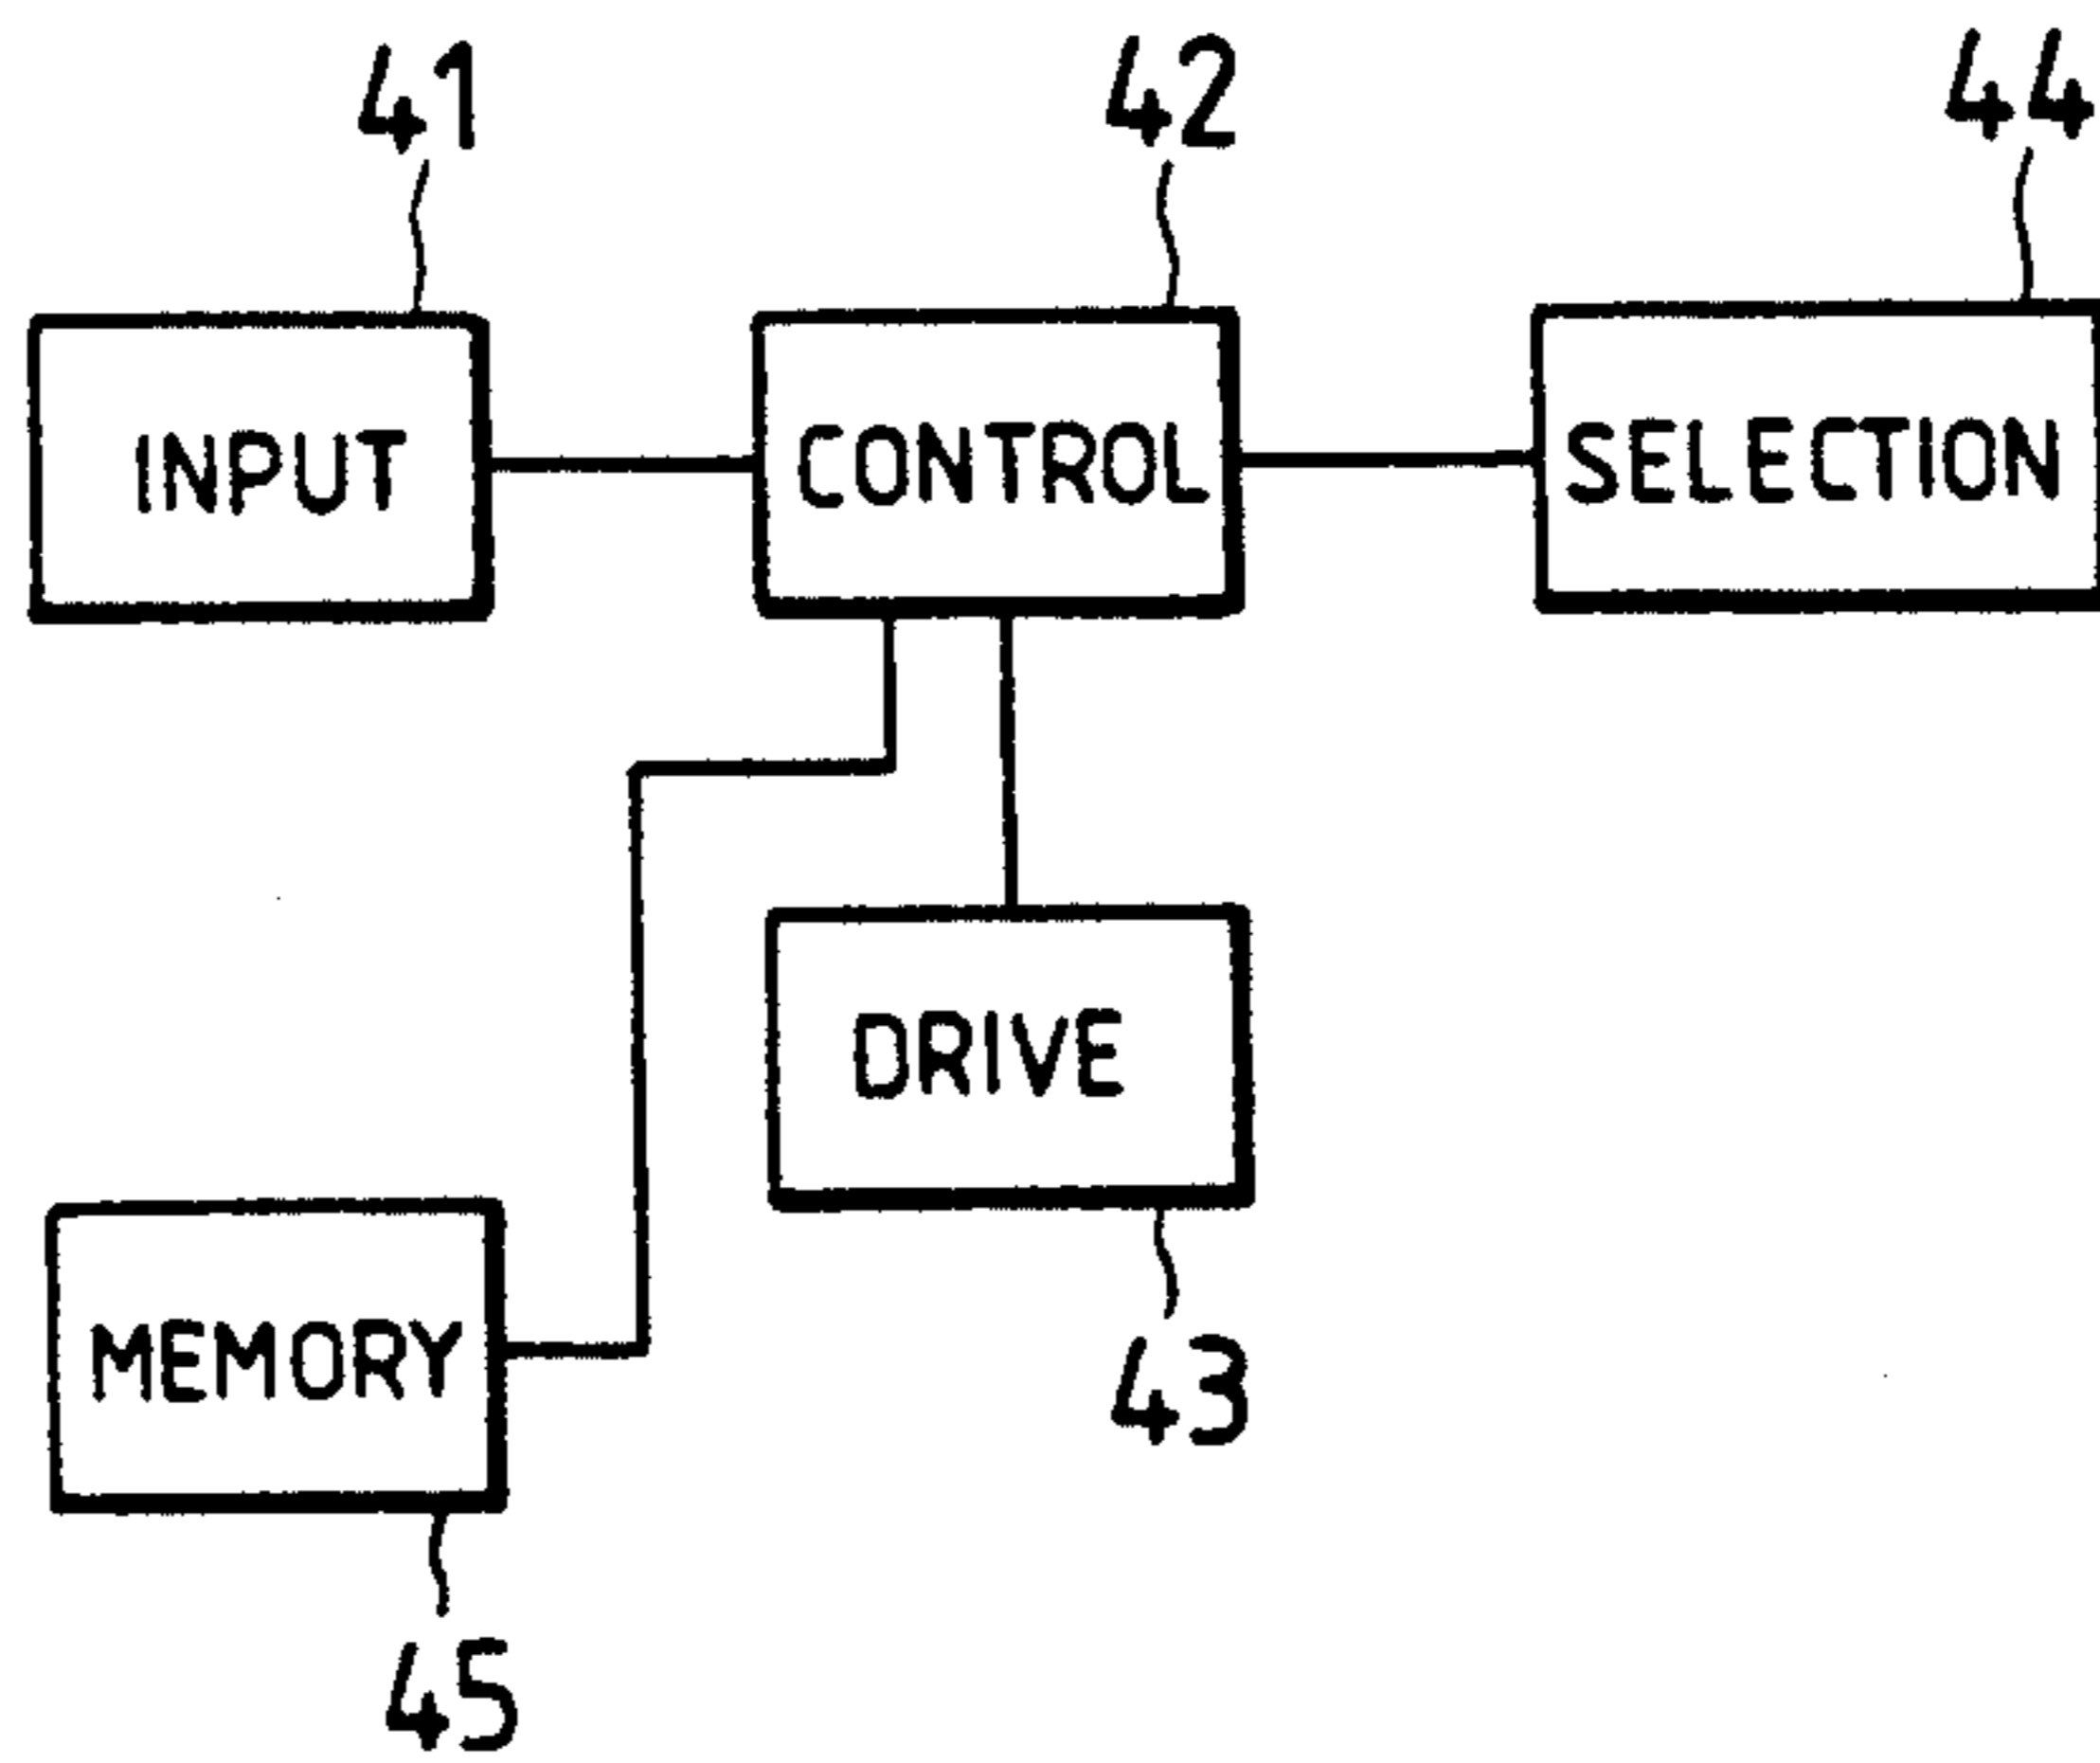 41
42
44
INPUT
CONTROL
SELECTION
DRIVE
MEMORY
43
45